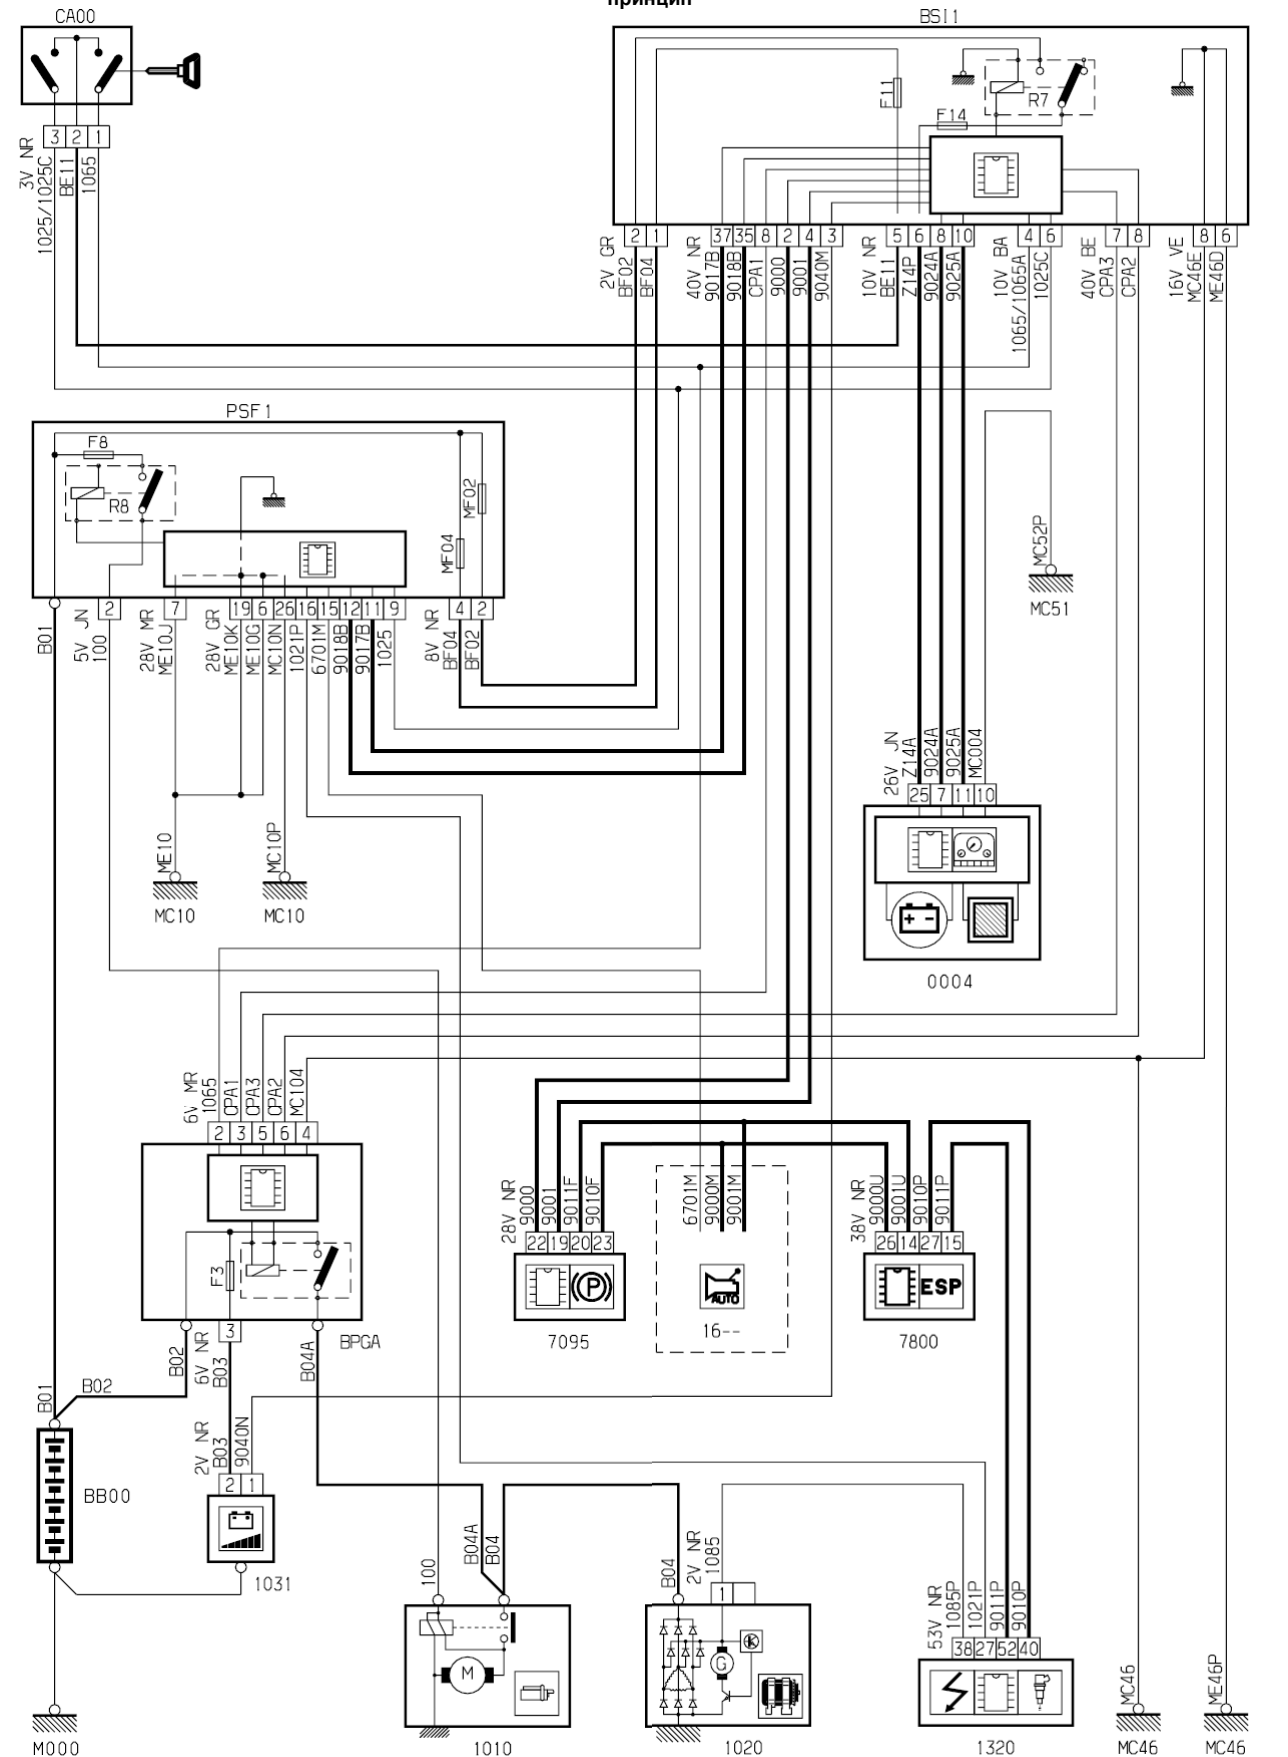 принцип
CA00
BSI1
3 2 1
3V NR
1025/1025C
BE11
1065
F11
F14
R7
2 1
37 35 8 2 4 3
5 6 8 10
4 6
7 8
8 6
2V GR
BF02
BF04
40V NR
9017B
9018B
CPA1
9000
9001
9040M
10V NR
BE11
Z14P
9024A
9025A
10V BA
1065/1065A
1025C
40V BE
CPA3
CPA2
16V VE
MC46E
ME46D
PSF1
F8
R8
MF02
MF04
2
7
19 6 26 16 15 12 11 9
4 2
B01
5V JN
100
28V MR
ME10J
28V GR
ME10K
ME10G
MC10N
1021P
6701M
9018B
9017B
1025
8V NR
BF04
BF02
MC52P
MC51
ME10
MC10P
MC10
MC10
26V JN
Z14A
9024A
9025A
MC004
25 7 11 10
+ -
0004
6V MR
1065
CPA1
CPA3
CPA2
MC104
2 3 5 6 4
F3
3
BPGA
B02
6V NR
B03
B04A
28V NR
9000
9001
9011F
9010F
22 19 20 23
P
7095
6701M
9000M
9001M
AUTO
16--
38V NR
9000U
9001U
9010P
9011P
26 14 27 15
ESP
7800
B01
B02
2V NR
B03
9040N
2 1
BB00
1031
100
B04A
B04
B04
2V NR
1085
1
53V NR
1085P
1021P
9011P
9010P
38 27 52 40
M
G
K
MC46
ME46P
M000
1010
1020
1320
MC46
MC46